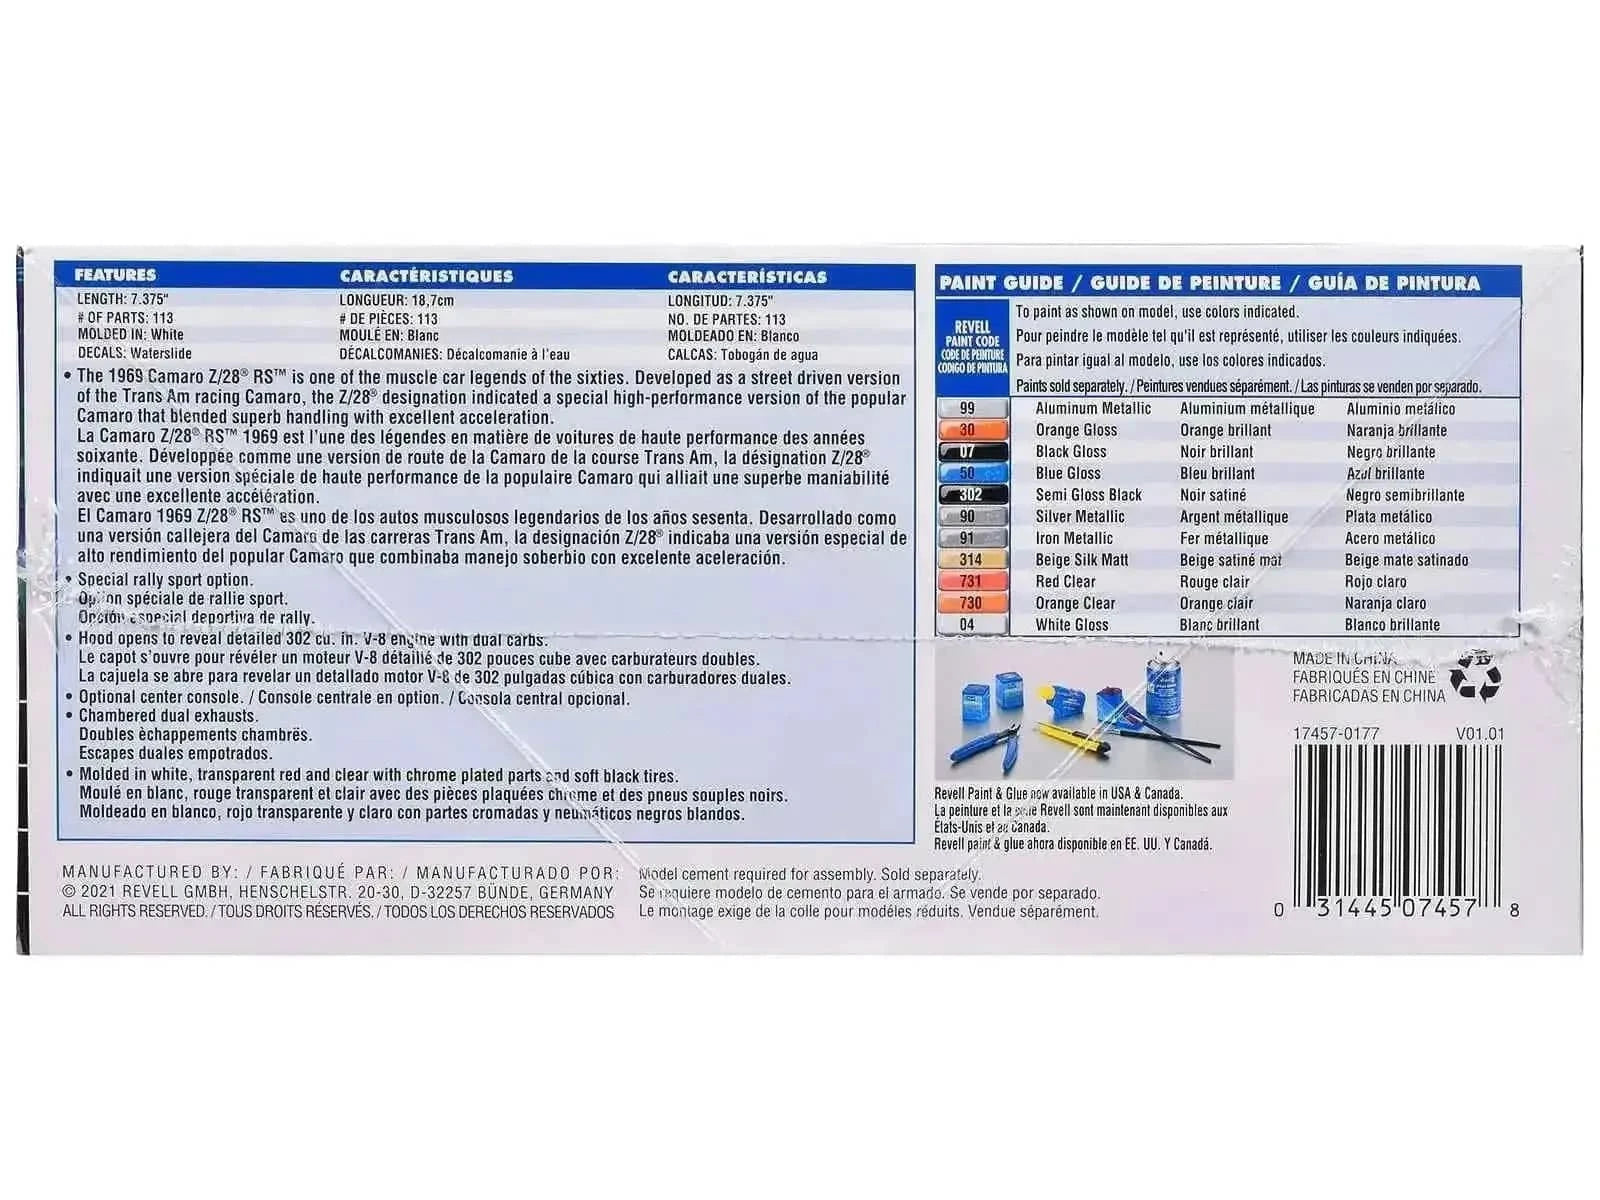 FEATURES
LENGTH: 7.375"
# OF PARTS: 113
MOLDED IN: White
DECALS: Waterslide
CARACTÉRISTIQUES
LONGUEUR: 18,7cm
# DE PIÈCES: 113
MOULÉ EN: Blanc
DÉCALCOMANIES: Décalcomanie à l'eau
CARACTERÍSTICAS
LONGITUD: 7.375"
NO. DE PARTES: 113
MOLDEADO EN: Blanco
CALCAS: Tobogán de agua
• The 1969 Camaro Z/28® RS™ is one of the muscle car legends of the sixties. Developed as a street driven version
of the Trans Am racing Camaro, the Z/28® designation indicated a special high-performance version of the popular
Camaro that blended superb handling with excellent acceleration.
La Camaro Z/28® RS™ 1969 est l'une des légendes en matière de voitures de haute performance des années
soixante. Développée comme une version de route de la Camaro de la course Trans Am, la désignation Z/28®
indiquait une version spéciale de haute performance de la populaire Camaro qui alliait une superbe maniabilité
avec une excellente accélération.
El Camaro 1969 Z/28® RS™ es uno de los autos musculosos legendarios de los años sesenta. Desarrollado como
una versión callejera del Camaro de las carreras Trans Am, la designación Z/28® indicaba una versión especial de
alto rendimiento del popular Camaro que combinaba manejo soberbio con excelente aceleración.
• Special rally sport option.
Option spéciale de rallie sport.
Opción especial deportiva de rally.
• Hood opens to reveal detailed 302 cu. in. V-8 engine with dual carbs.
Le capot s'ouvre pour révéler un moteur V-8 détaillé de 302 pouces cube avec carburateurs doubles.
La cajuela se abre para revelar un detallado motor V-8 de 302 pulgadas cúbica con carburadores duales.
• Optional center console. / Console centrale en option. / Consola central opcional.
• Chambered dual exhausts.
Doubles èchappements chambrës.
Escapes duales empotrados.
• Molded in white, transparent red and clear with chrome plated parts and soft black tires.
Moulé en blanc, rouge transparent et clair avec des pièces plaquées chrome et des pneus souples noirs.
Moldeado en blanco, rojo transparente y claro con partes cromadas y neumáticos negros blandos.
MANUFACTURED BY: / FABRIQUÉ PAR: / MANUFACTURADO POR:
© 2021 REVELL GMBH, HENSCHELSTR. 20-30, D-32257 BÜNDE, GERMANY
ALL RIGHTS RESERVED. / TOUS DROITS RÉSERVÉS. / TODOS LOS DERECHOS RESERVADOS
Model cement required for assembly. Sold separately.
Se requiere modelo de cemento para el armado. Se vende por separado.
Le montage exige de la colle pour modéles réduits. Vendue séparément.
PAINT GUIDE / GUIDE DE PEINTURE / GUÍA DE PINTURA
REVELL
PAINT CODE
CODE DE PEINTURE
CODIGO DE PINTURA
To paint as shown on model, use colors indicated.
Pour peindre le modèle tel qu'il est représenté, utiliser les couleurs indiquées.
Para pintar igual al modelo, use los colores indicados.
Paints sold separately. / Peintures vendues séparément. / Las pinturas se venden por separado.
99 Aluminum Metallic Aluminium métallique Aluminio metálico
30 Orange Gloss Orange brillant Naranja brillante
07 Black Gloss Noir brillant Negro brillante
50 Blue Gloss Bleu brillant Azul brillante
302 Semi Gloss Black Noir satiné Negro semibrillante
90 Silver Metallic Argent métallique Plata metálico
91 Iron Metallic Fer métallique Acero metálico
314 Beige Silk Matt Beige satiné mat Beige mate satinado
731 Red Clear Rouge clair Rojo claro
730 Orange Clear Orange clair Naranja claro
04 White Gloss Blanc brillant Blanco brillante
Revell Paint & Glue now available in USA & Canada.
La peinture et la colle Revell sont maintenant disponibles aux
États-Unis et au Canada.
Revell paint & glue ahora disponible en EE. UU. Y Canadá.
MADE IN CHINA
FABRIQUÉS EN CHINE
FABRICADAS EN CHINA
17457-0177 V01.01
0 31445 07457 8